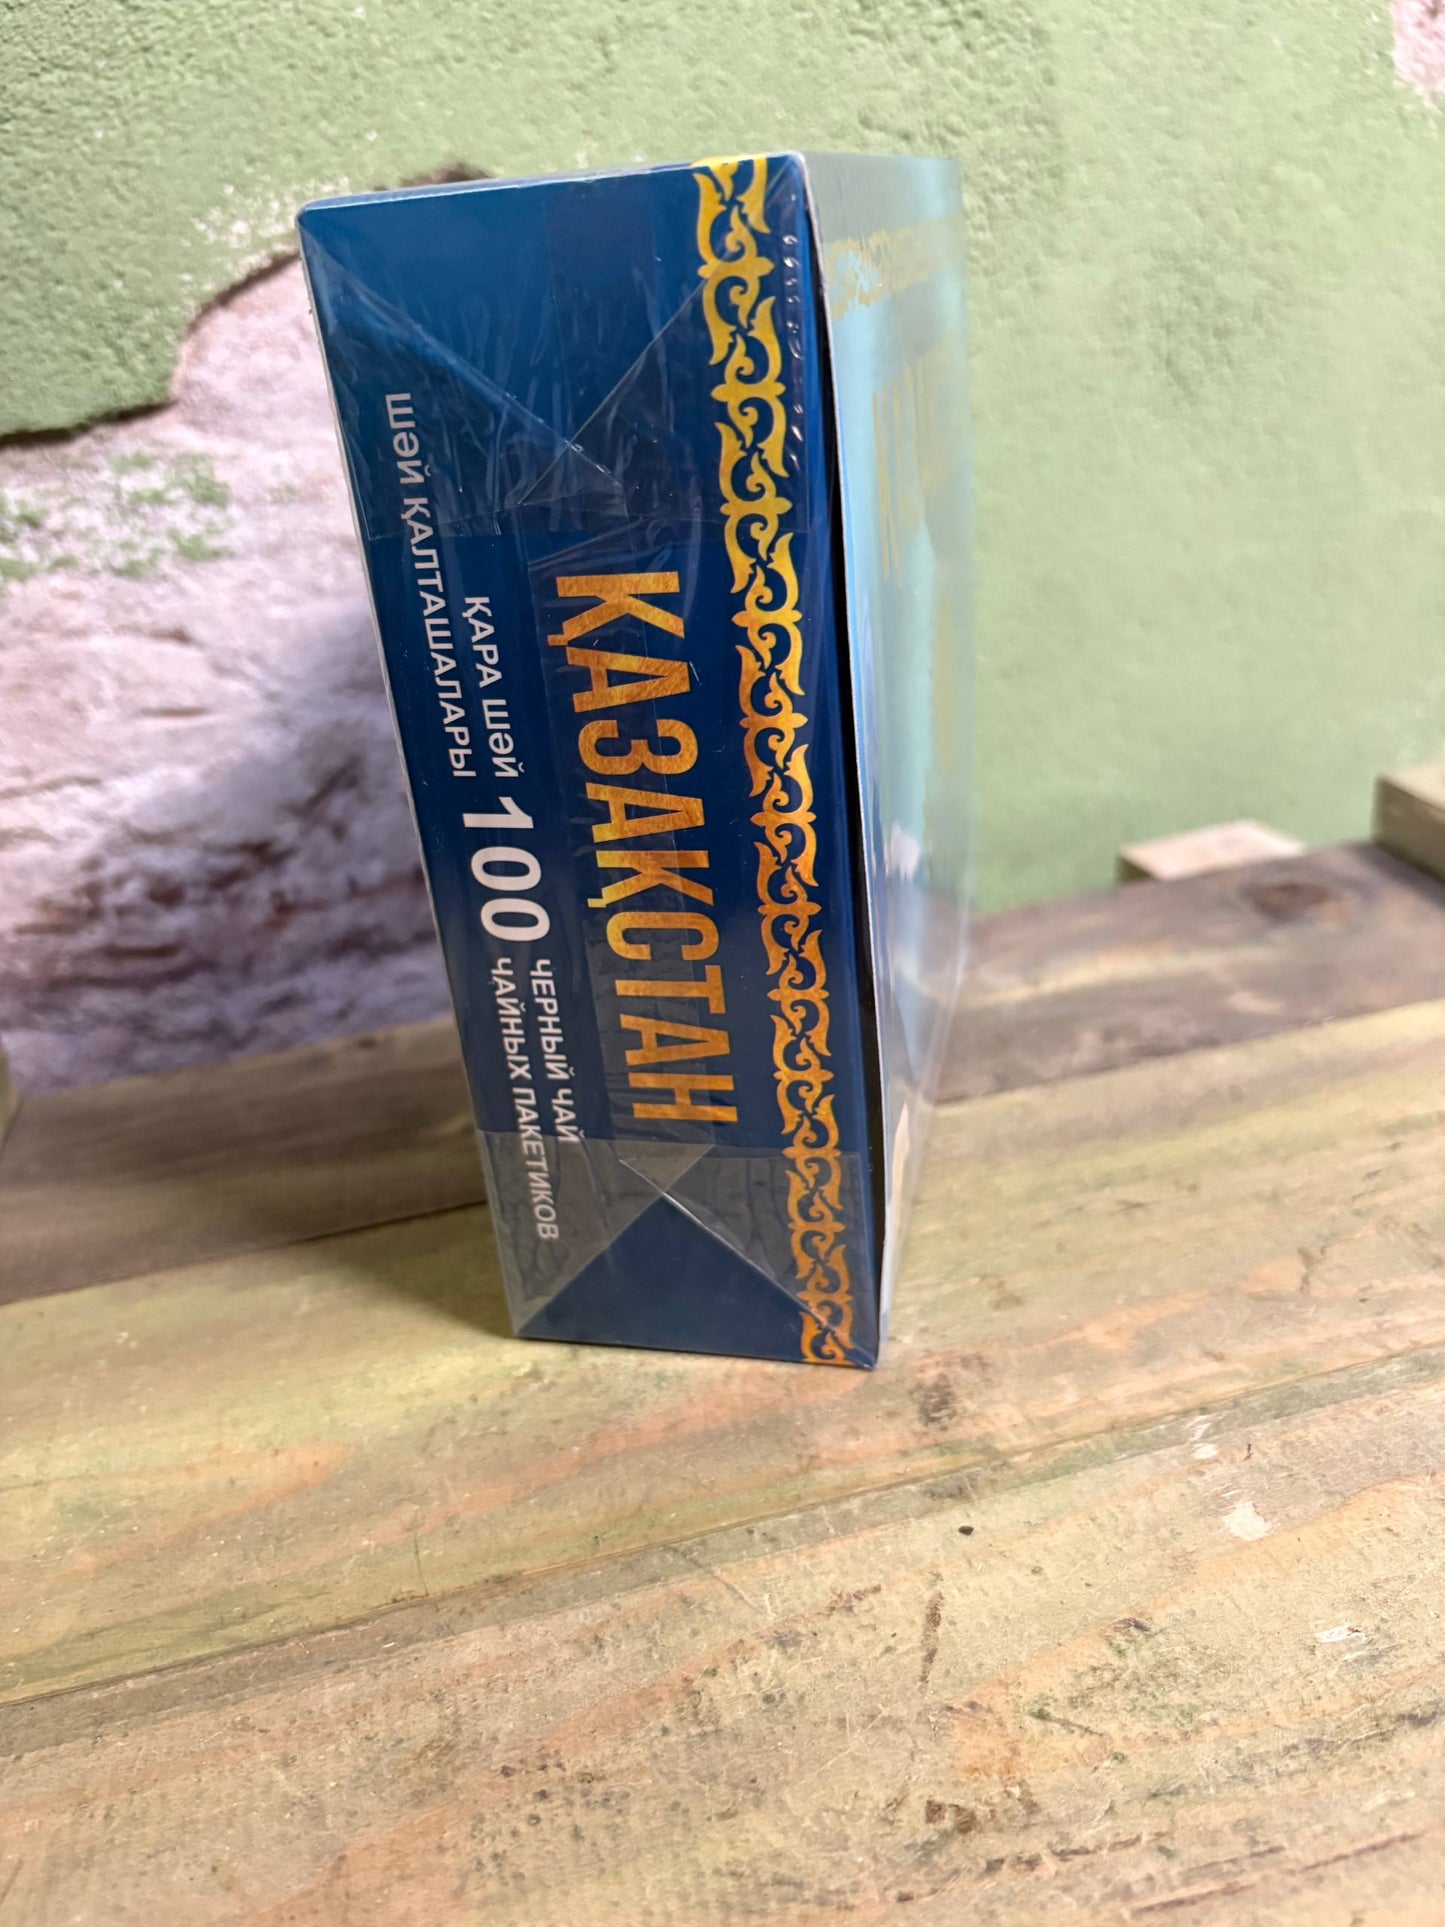 ҚАЗАҚСТАН
ҚАРА ШӘЙ
ШӘЙ ҚАЛТАШАЛАРЫ
100
ЧЕРНЫЙ ЧАЙ
ЧАЙНЫХ ПАКЕТИКОВ